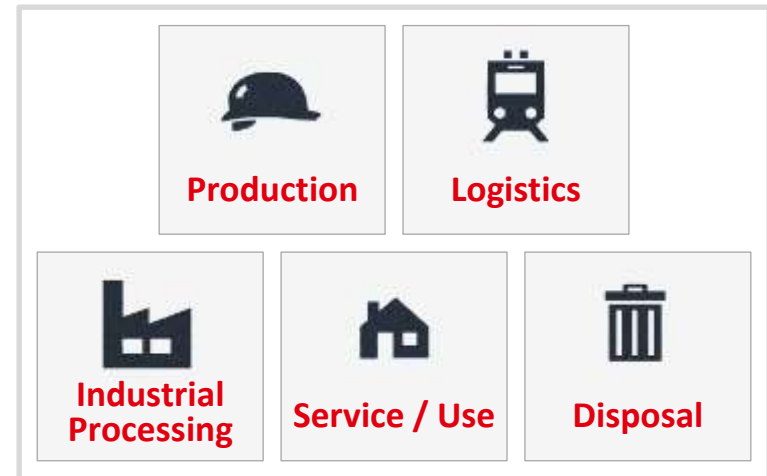 Production
Logistics
Industrial
Processing
Service / Use
Disposal